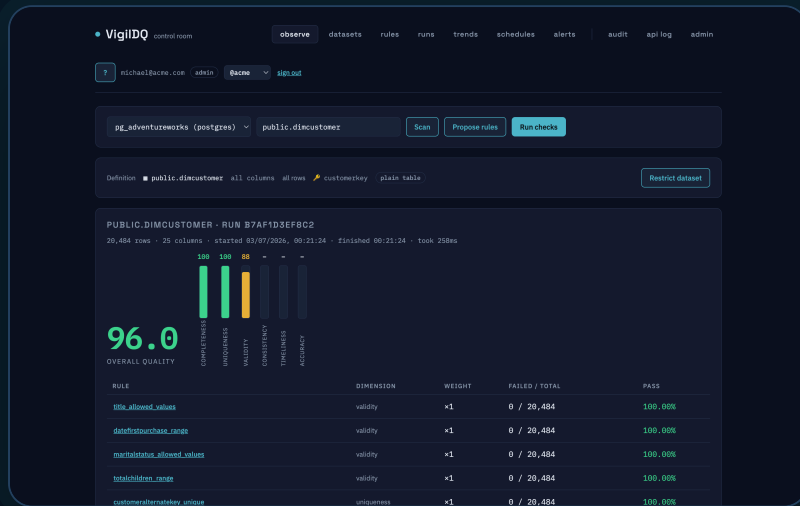 VigilDQ control room observe datasets rules runs trends schedules alerts audit api log admin
? michael@acme.com admin @acme sign out
pg_adventureworks (postgres) public.dimcustomer Scan Propose rules Run checks
Definition public.dimcustomer all columns all rows customerkey plain table Restrict dataset
PUBLIC.DIMCUSTOMER · RUN B7AF1D3EF8C2
20,484 rows · 25 columns · started 03/07/2026, 00:21:24 · finished 00:21:24 · took 258ms
100 100 88 – – –
96.0
OVERALL QUALITY
COMPLETENESS
UNIQUENESS
VALIDITY
CONSISTENCY
TIMELINESS
ACCURACY
RULE DIMENSION WEIGHT FAILED / TOTAL PASS
title_allowed_values validity ×1 0 / 20,484 100.00%
datefirstpurchase_range validity ×1 0 / 20,484 100.00%
maritalstatus_allowed_values validity ×1 0 / 20,484 100.00%
totalchildren_range validity ×1 0 / 20,484 100.00%
customeralternatekey_unique uniqueness ×1 0 / 20,484 100.00%